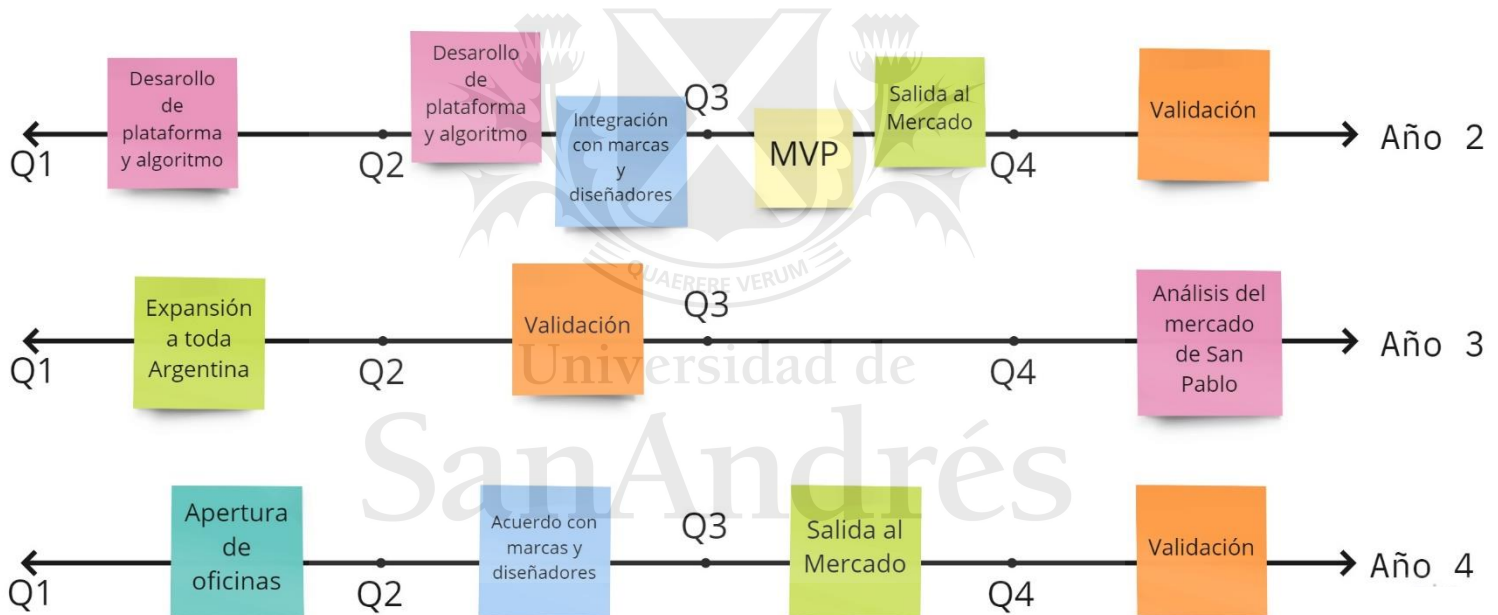 Desarollo
de
plataforma
y algoritmo
Desarollo
de
plataforma
y algoritmo
Integración
con marcas
y
diseñadores
MVP
Salida al
Mercado
Validación
Q1
Q2
Q3
Q4
Año 2
QUAERERE VERUM
Expansión
a toda
Argentina
Validación
Análisis del
mercado
de San
Pablo
Q1
Q2
Q3
Q4
Año 3
Universidad de
SanAndrés
Apertura
de
oficinas
Acuerdo con
marcas y
diseñadores
Salida al
Mercado
Validación
Q1
Q2
Q3
Q4
Año 4